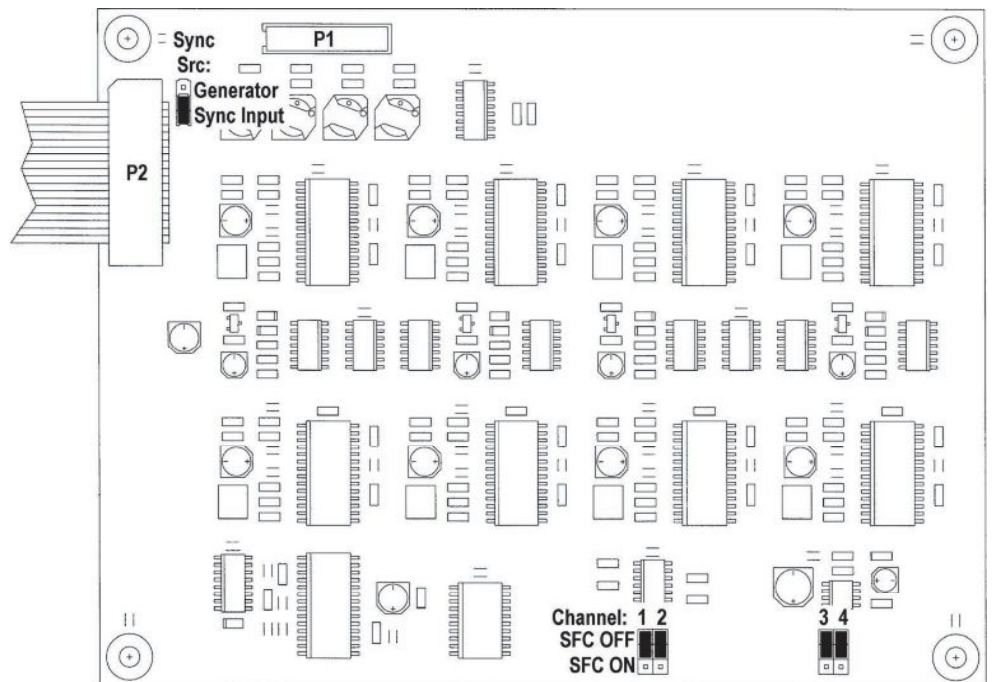 Sync
Src:
P1
Generator
Sync Input
P2
Channel: 1 2
3 4
SFC OFF
SFC ON